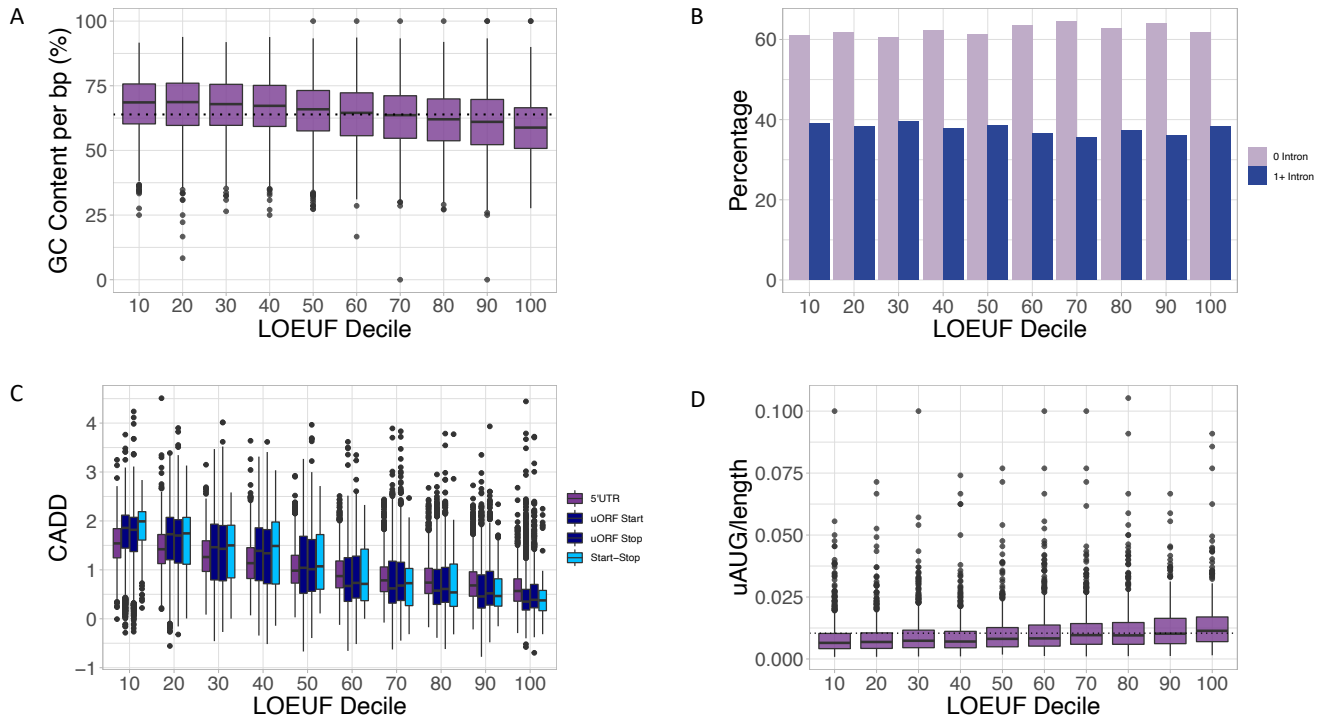 A
GC Content per bp (%)
100
75
50
25
0
10 20 30 40 50 60 70 80 90 100
LOEUF Decile
B
Percentage
60
40
20
0
10 20 30 40 50 60 70 80 90 100
LOEUF Decile
0 Intron
1+ Intron
C
CADD
4
3
2
1
0
−1
10 20 30 40 50 60 70 80 90 100
LOEUF Decile
5'UTR
uORF Start
uORF Stop
Start−Stop
D
uAUG/length
0.100
0.075
0.050
0.025
0.000
10 20 30 40 50 60 70 80 90 100
LOEUF Decile